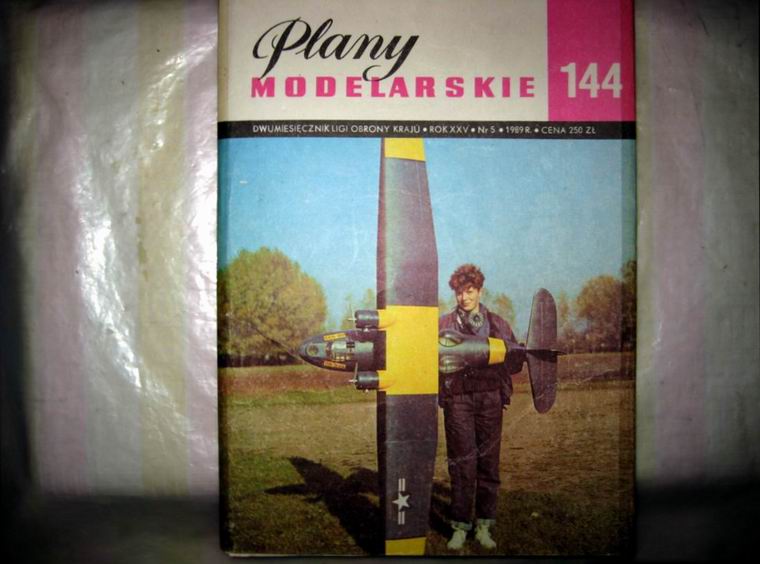 Plany
MODELARSKIE
144
DWUMIESIĘCZNIK LIGI OBRONY KRAJU • ROK XXV • Nr 5 • 1989 R. • CENA 250 ZŁ